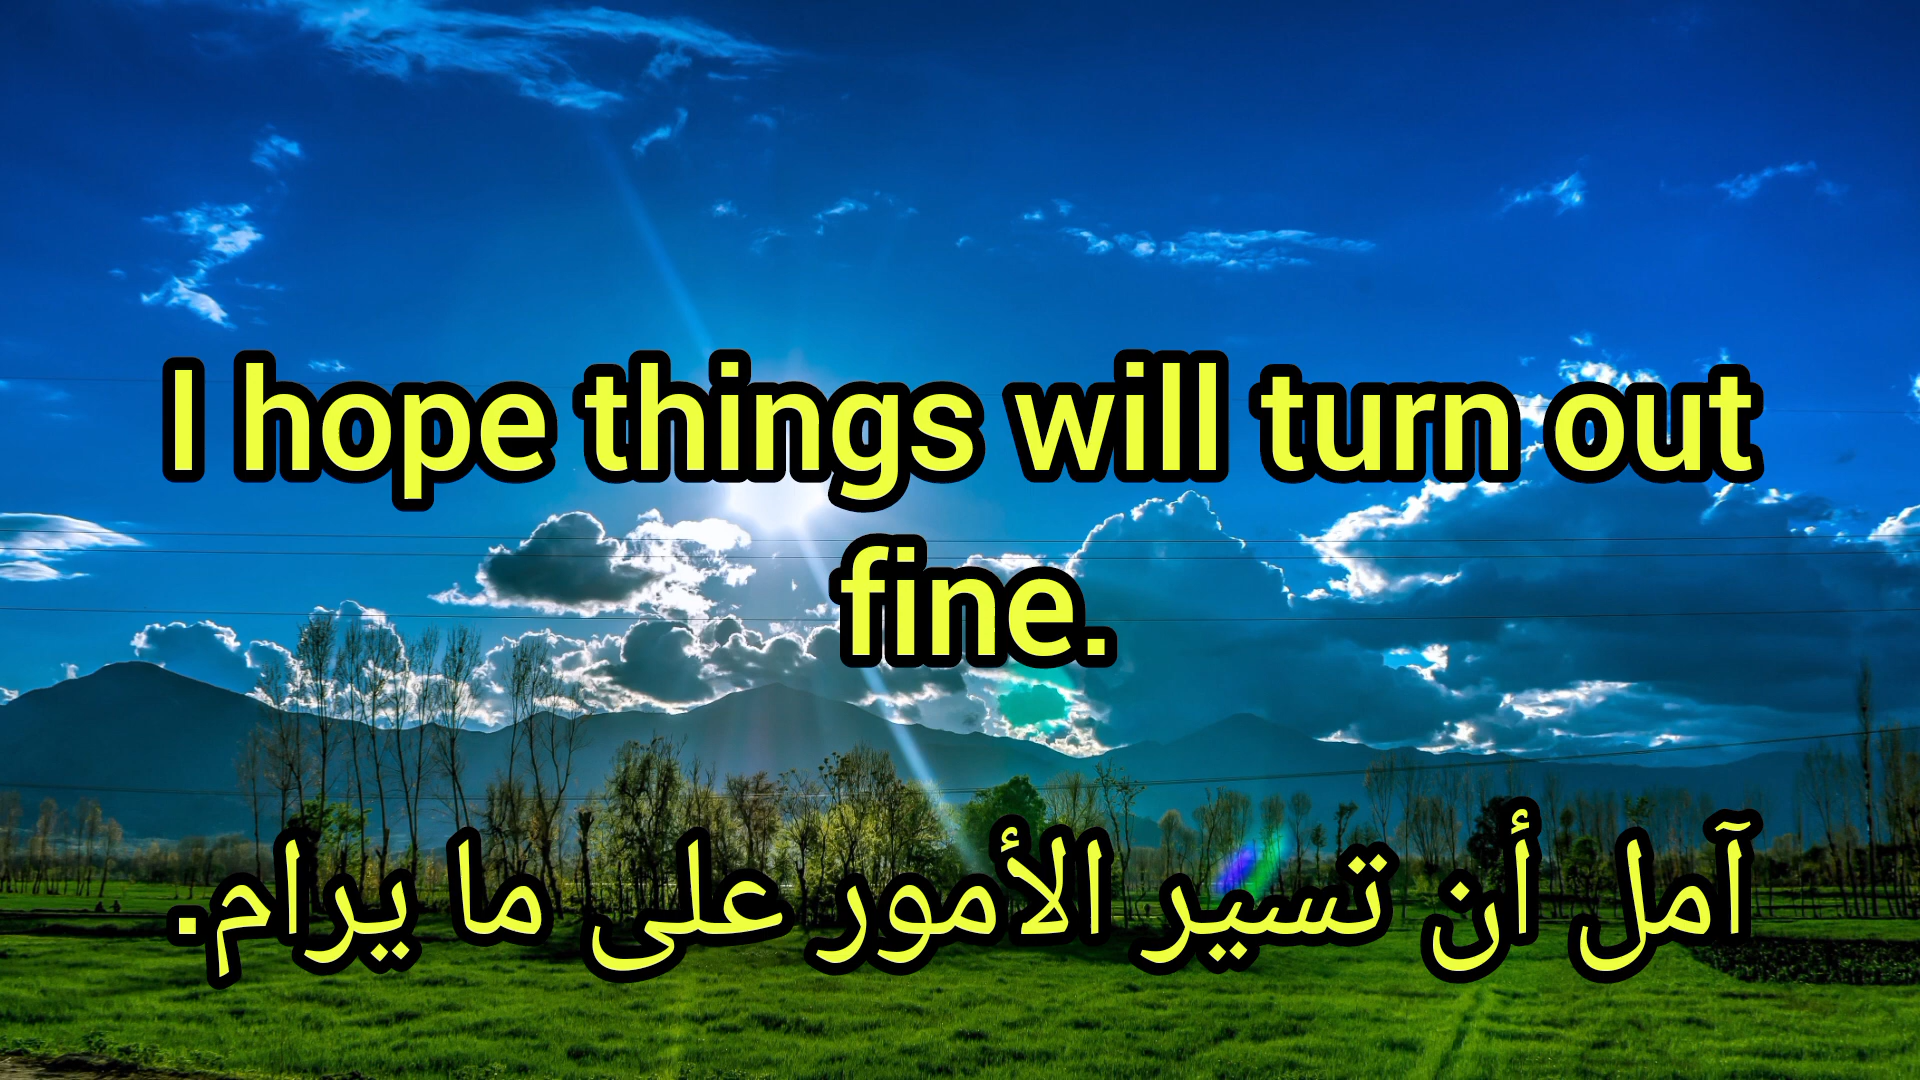 I hope things will turn out
fine.
آمل أن تسير الأمور على ما يرام.